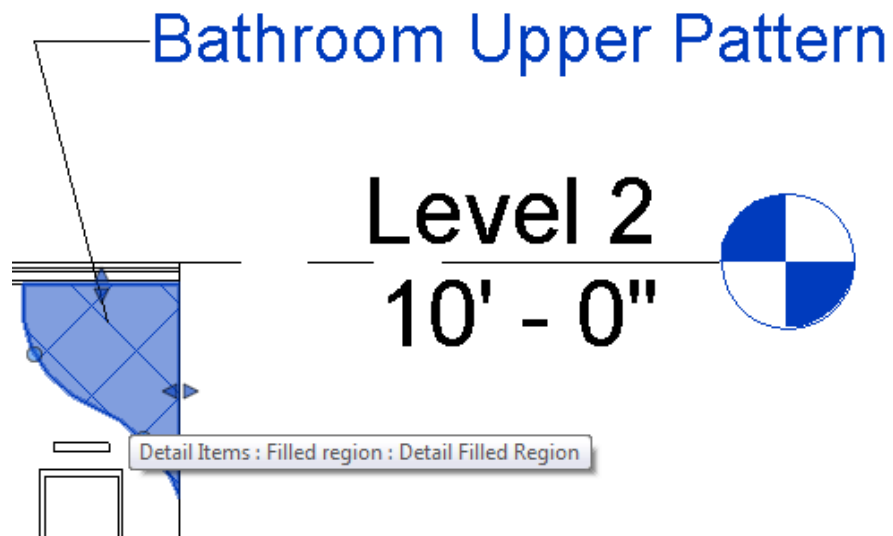 Bathroom Upper Pattern
Level 2
10' - 0"
Detail Items : Filled region : Detail Filled Region